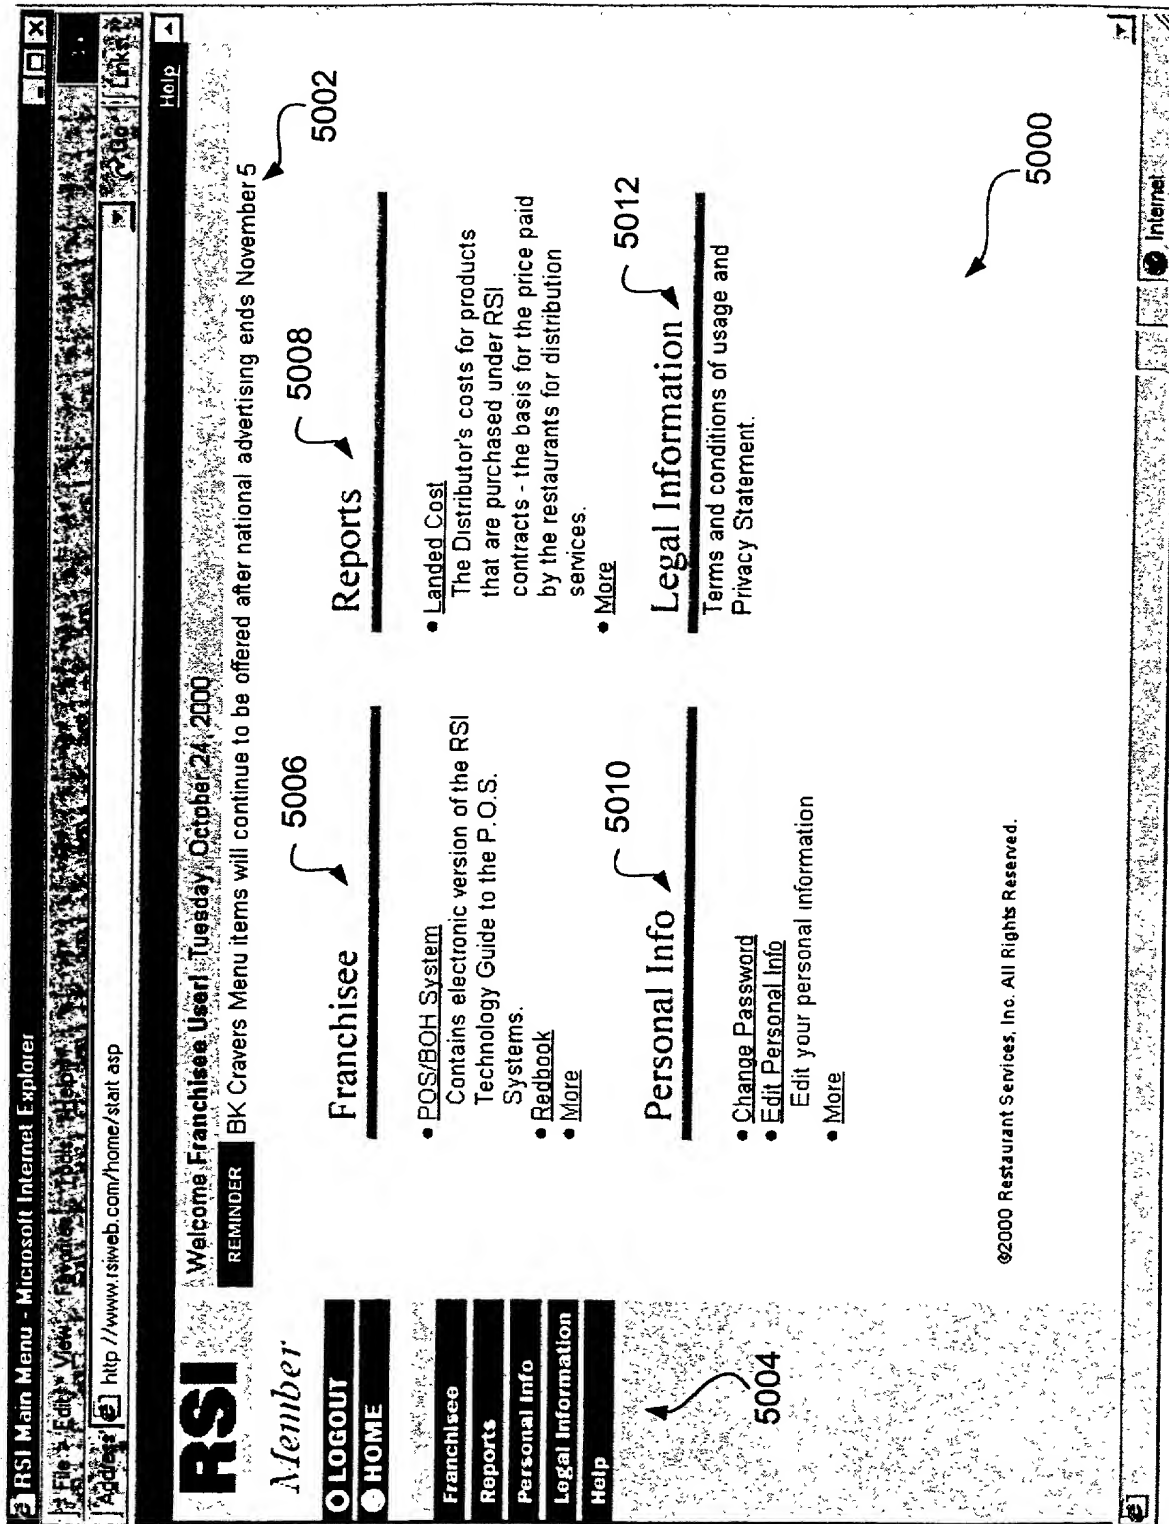 RSI Main Menu - Microsoft Internet Explorer
File Edit View Favorites Tools Help
Address http://www.rsiweb.com/home/start.asp Go Links
Help
RSI
Welcome Franchisee User! Tuesday, October 24, 2000
REMINDER BK Cravers Menu items will continue to be offered after national advertising ends November 5
5002
Member
LOGOUT
HOME
Franchisee
Reports
Personal Info
Legal Information
Help
5004
Franchisee
5006
• POS/BOH System
Contains electronic version of the RSI
Technology Guide to the P.O.S.
Systems.
• Redbook
• More
Reports
5008
• Landed Cost
The Distributor's costs for products
that are purchased under RSI
contracts - the basis for the price paid
by the restaurants for distribution
services.
• More
Personal Info
5010
• Change Password
• Edit Personal Info
Edit your personal information
• More
Legal Information
5012
Terms and conditions of usage and
Privacy Statement.
5000
©2000 Restaurant Services, Inc. All Rights Reserved.
Internet